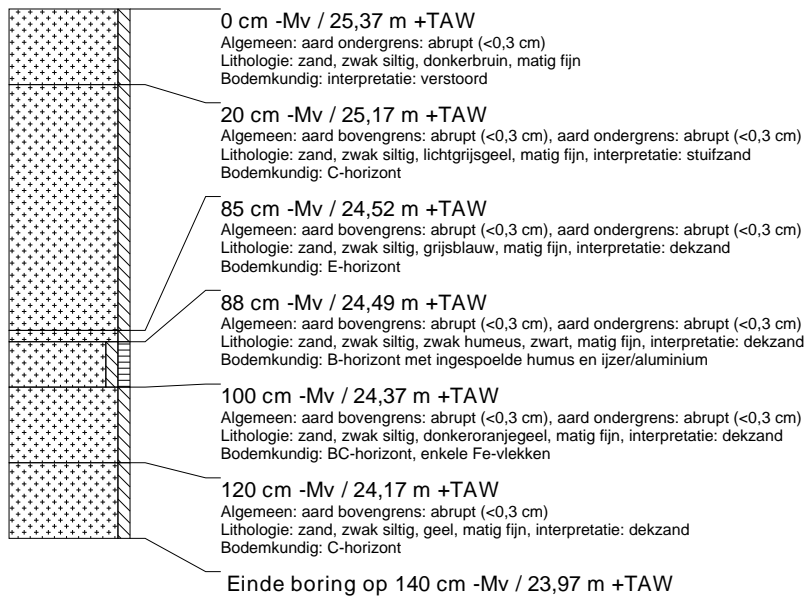 0 cm -Mv / 25,37 m +TAW
Algemeen: aard ondergrens: abrupt (<0,3 cm)
Lithologie: zand, zwak siltig, donkerbruin, matig fijn
Bodemkundig: interpretatie: verstoord
20 cm -Mv / 25,17 m +TAW
Algemeen: aard bovengrens: abrupt (<0,3 cm), aard ondergrens: abrupt (<0,3 cm)
Lithologie: zand, zwak siltig, lichtgrijsgeel, matig fijn, interpretatie: stuifzand
Bodemkundig: C-horizont
85 cm -Mv / 24,52 m +TAW
Algemeen: aard bovengrens: abrupt (<0,3 cm), aard ondergrens: abrupt (<0,3 cm)
Lithologie: zand, zwak siltig, grijsblauw, matig fijn, interpretatie: dekzand
Bodemkundig: E-horizont
88 cm -Mv / 24,49 m +TAW
Algemeen: aard bovengrens: abrupt (<0,3 cm), aard ondergrens: abrupt (<0,3 cm)
Lithologie: zand, zwak siltig, zwak humeus, zwart, matig fijn, interpretatie: dekzand
Bodemkundig: B-horizont met ingespoelde humus en ijzer/aluminium
100 cm -Mv / 24,37 m +TAW
Algemeen: aard bovengrens: abrupt (<0,3 cm), aard ondergrens: abrupt (<0,3 cm)
Lithologie: zand, zwak siltig, donkeroranjegeel, matig fijn, interpretatie: dekzand
Bodemkundig: BC-horizont, enkele Fe-vlekken
120 cm -Mv / 24,17 m +TAW
Algemeen: aard bovengrens: abrupt (<0,3 cm)
Lithologie: zand, zwak siltig, geel, matig fijn, interpretatie: dekzand
Bodemkundig: C-horizont
Einde boring op 140 cm -Mv / 23,97 m +TAW